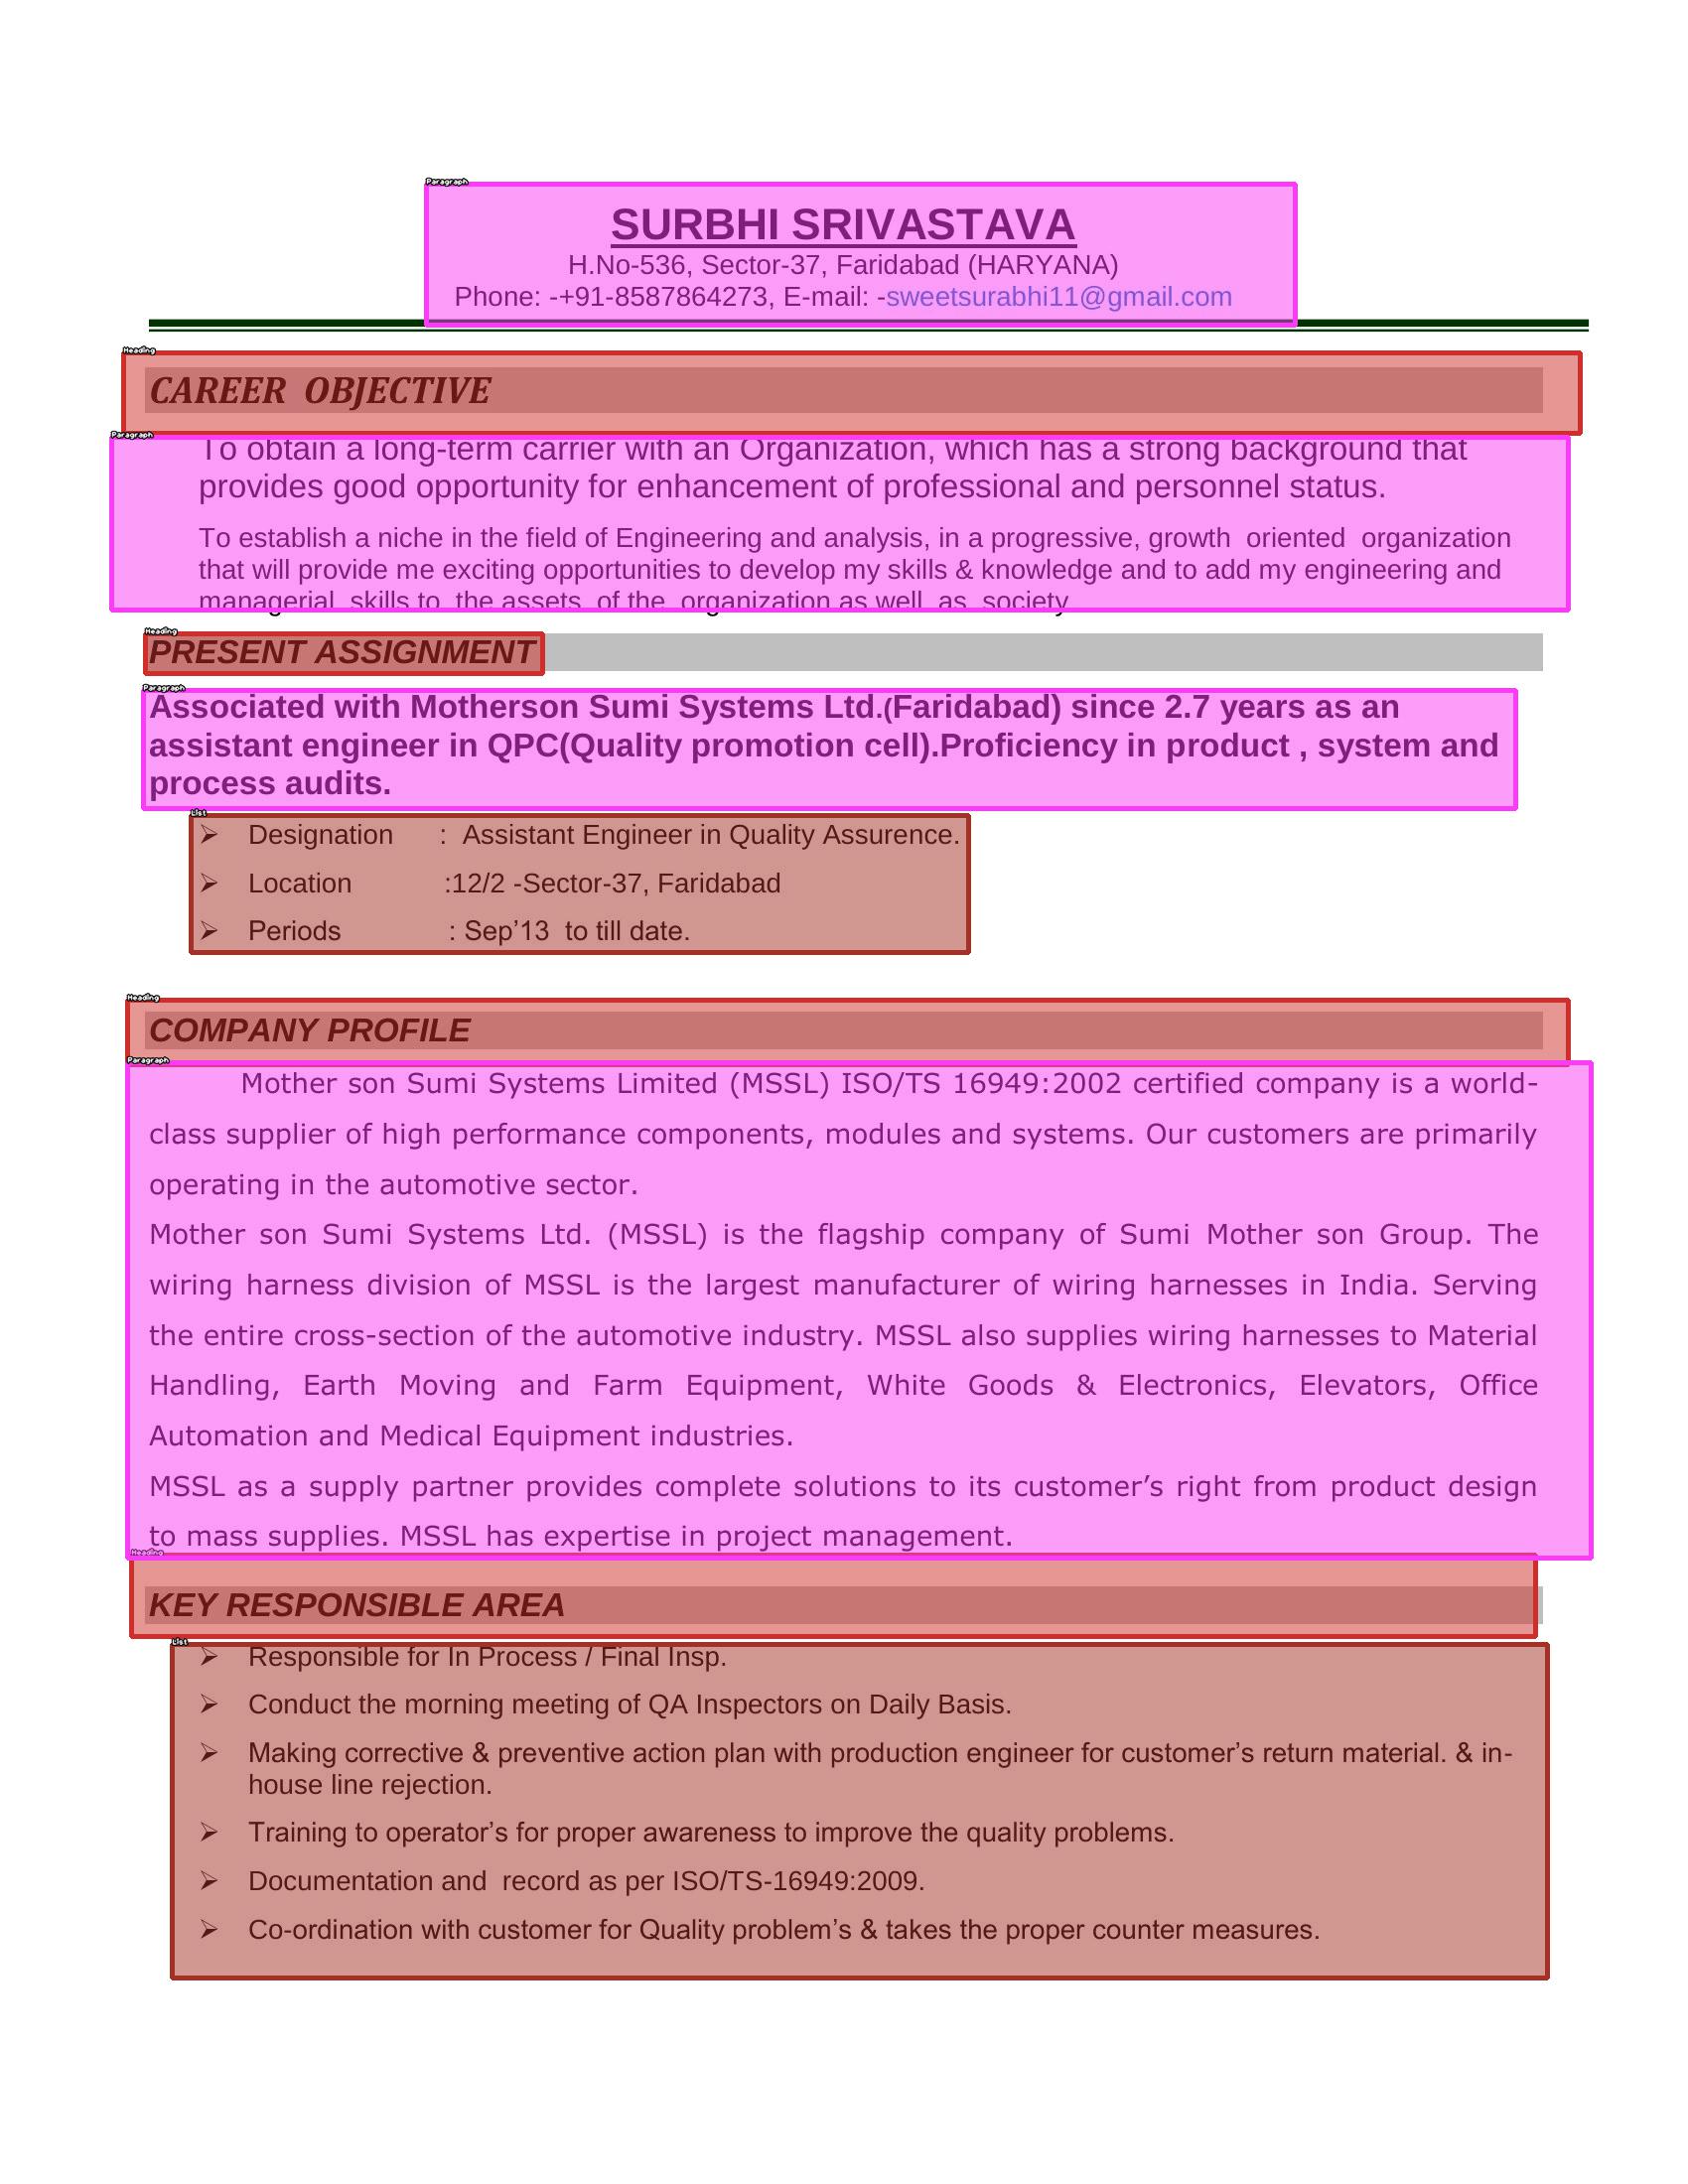 SURBHI SRIVASTAVA
H.No-536, Sector-37, Faridabad (HARYANA)
Phone: -+91-8587864273, E-mail: -sweetsurabhi11@gmail.com
Heading
CAREER  OBJECTIVE
Paragraph
To obtain a long-term carrier with an Organization, which has a strong background that
provides good opportunity for enhancement of professional and personnel status.
To establish a niche in the field of Engineering and analysis, in a progressive, growth  oriented  organization
that will provide me exciting opportunities to develop my skills & knowledge and to add my engineering and
managerial  skills to  the assets  of the  organization as well  as  society
Heading
PRESENT ASSIGNMENT
Paragraph
Associated with Motherson Sumi Systems Ltd.(Faridabad) since 2.7 years as an
assistant engineer in QPC(Quality promotion cell).Proficiency in product , system and
process audits.
List
➢ Designation : Assistant Engineer in Quality Assurence.
➢ Location :12/2 -Sector-37, Faridabad
➢ Periods : Sep’13  to till date.
Heading
COMPANY PROFILE
Paragraph
Mother son Sumi Systems Limited (MSSL) ISO/TS 16949:2002 certified company is a world-
class supplier of high performance components, modules and systems. Our customers are primarily
operating in the automotive sector.
Mother son Sumi Systems Ltd. (MSSL) is the flagship company of Sumi Mother son Group. The
wiring harness division of MSSL is the largest manufacturer of wiring harnesses in India. Serving
the entire cross-section of the automotive industry. MSSL also supplies wiring harnesses to Material
Handling, Earth Moving and Farm Equipment, White Goods & Electronics, Elevators, Office
Automation and Medical Equipment industries.
MSSL as a supply partner provides complete solutions to its customer’s right from product design
to mass supplies. MSSL has expertise in project management.
Heading
KEY RESPONSIBLE AREA
List
➢ Responsible for In Process / Final Insp.
➢ Conduct the morning meeting of QA Inspectors on Daily Basis.
➢ Making corrective & preventive action plan with production engineer for customer’s return material. & in-
house line rejection.
➢ Training to operator’s for proper awareness to improve the quality problems.
➢ Documentation and  record as per ISO/TS-16949:2009.
➢ Co-ordination with customer for Quality problem’s & takes the proper counter measures.